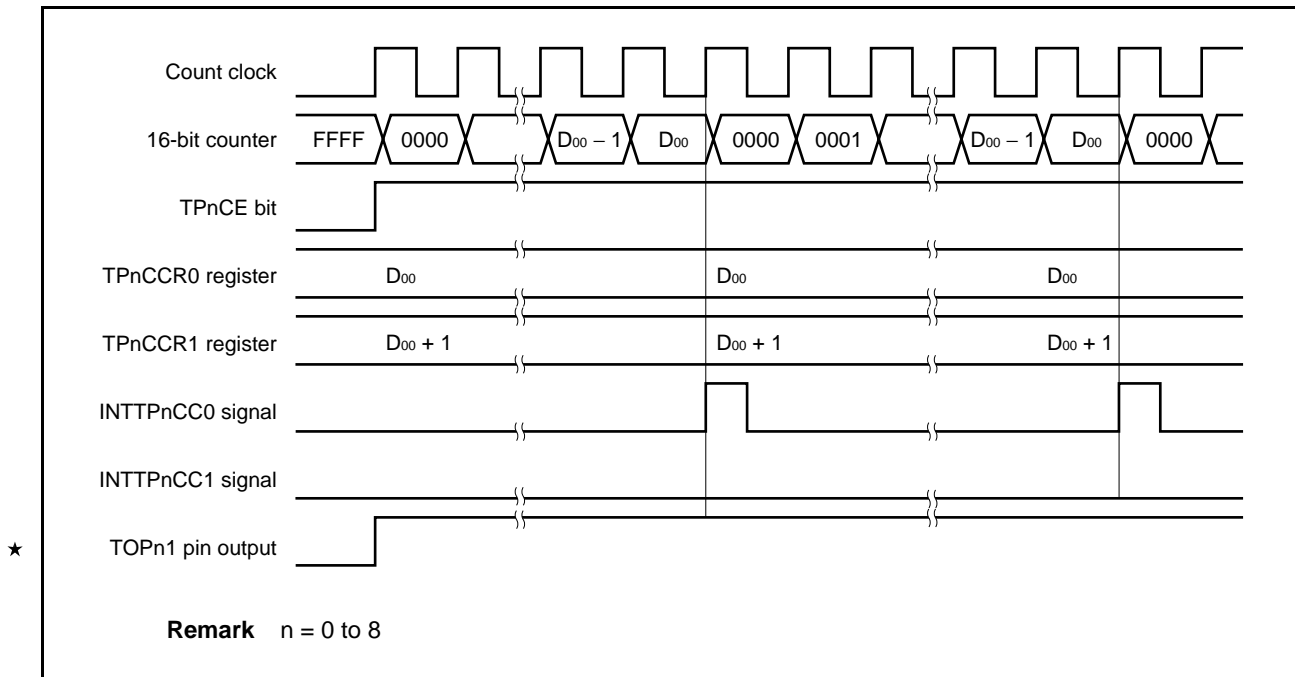 Count clock
16-bit counter FFFF 0000 D00 − 1 D00 0000 0001 D00 − 1 D00 0000
TPnCE bit
TPnCCR0 register D00 D00 D00
TPnCCR1 register D00 + 1 D00 + 1 D00 + 1
INTTPnCC0 signal
INTTPnCC1 signal
★ TOPn1 pin output
Remark n = 0 to 8